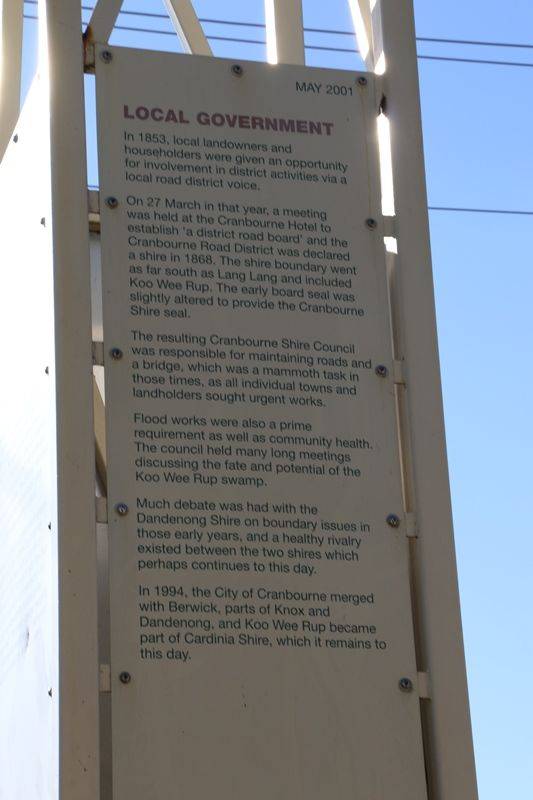 MAY 2001
LOCAL GOVERNMENT
In 1853, local landowners and
householders were given an opportunity
for involvement in district activities via a
local road district voice.
On 27 March in that year, a meeting
was held at the Cranbourne Hotel to
establish 'a district road board' and the
Cranbourne Road District was declared
a shire in 1868. The shire boundary went
as far south as Lang Lang and included
Koo Wee Rup. The early board seal was
slightly altered to provide the Cranbourne
Shire seal.
The resulting Cranbourne Shire Council
was responsible for maintaining roads and
a bridge, which was a mammoth task in
those times, as all individual towns and
landholders sought urgent works.
Flood works were also a prime
requirement as well as community health.
The council held many long meetings
discussing the fate and potential of the
Koo Wee Rup swamp.
Much debate was had with the
Dandenong Shire on boundary issues in
those early years, and a healthy rivalry
existed between the two shires which
perhaps continues to this day.
In 1994, the City of Cranbourne merged
with Berwick, parts of Knox and
Dandenong, and Koo Wee Rup became
part of Cardinia Shire, which it remains to
this day.